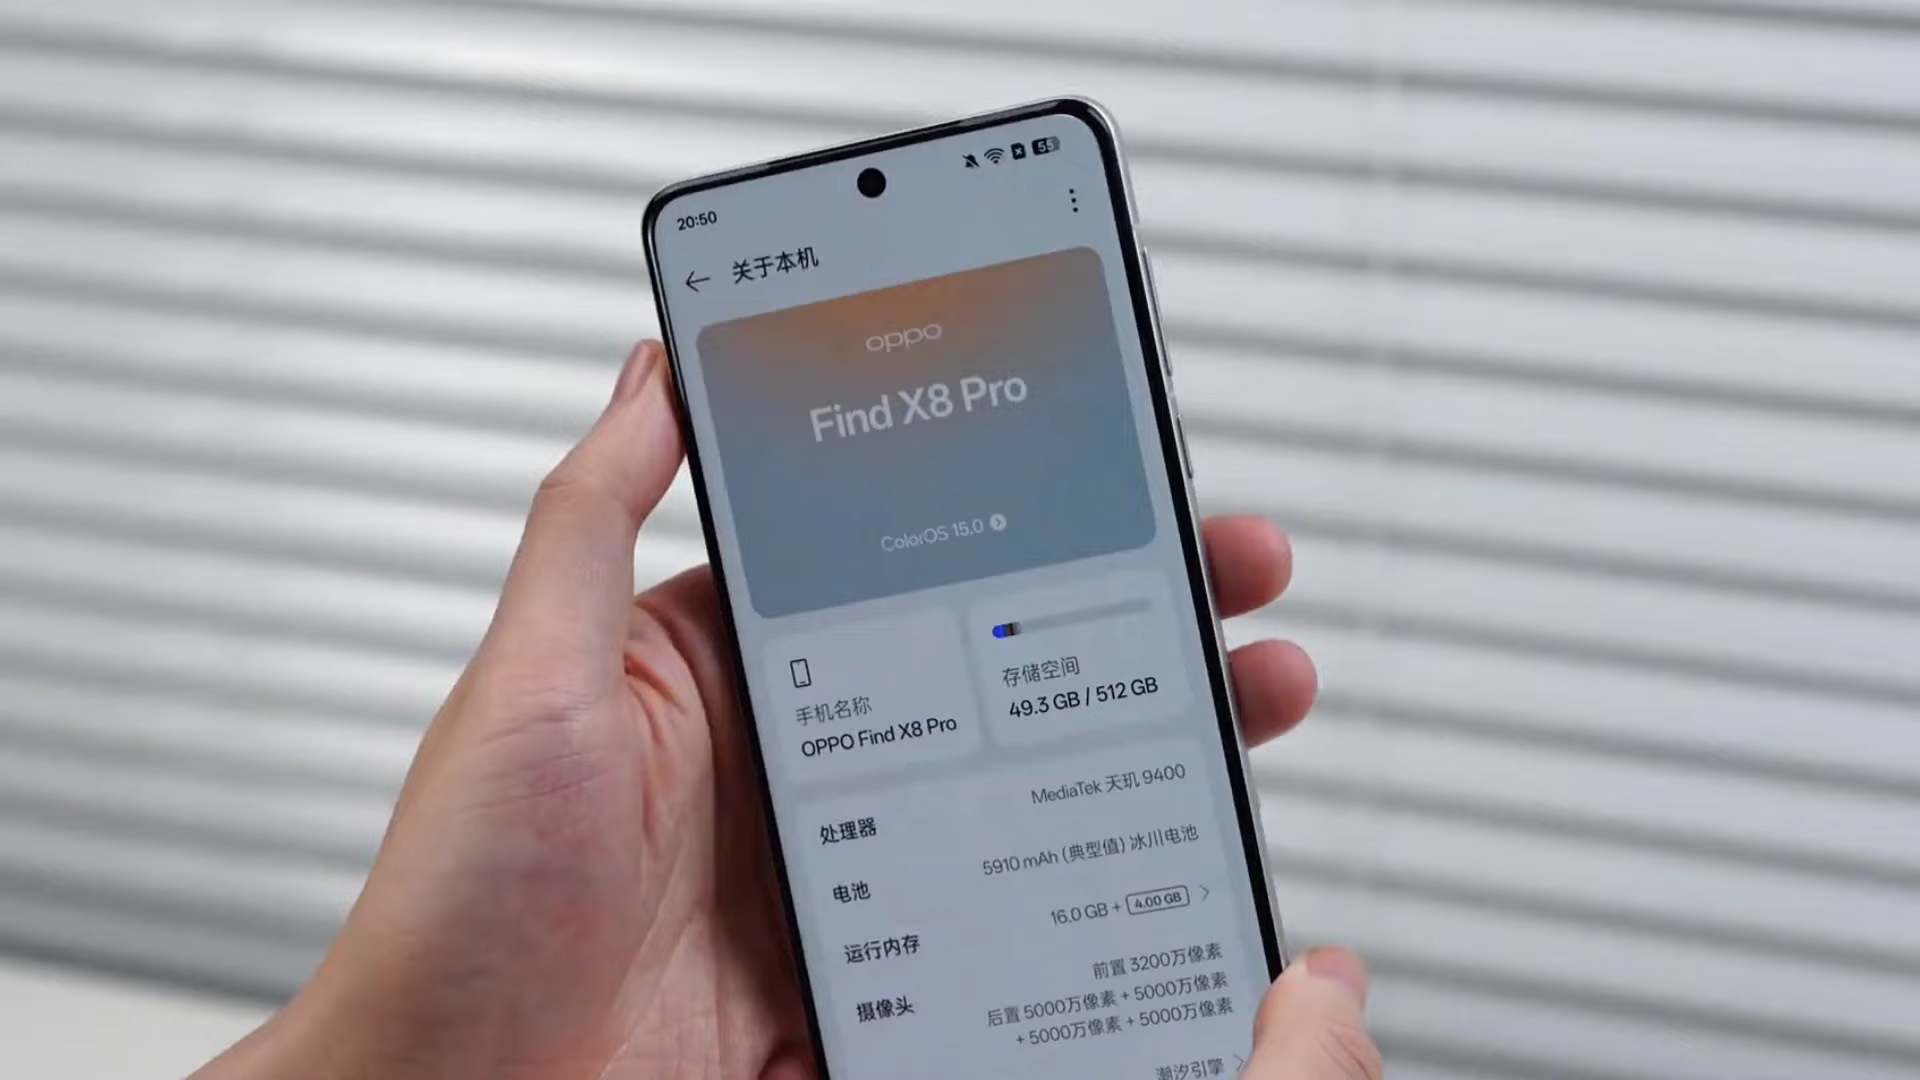 20:50
55
关于本机
oppo
Find X8 Pro
ColorOS 15.0
手机名称
OPPO Find X8 Pro
存储空间
49.3 GB / 512 GB
处理器
MediaTek 天玑 9400
电池
5910 mAh (典型值) 冰川电池
运行内存
16.0 GB + 4.00 GB
摄像头
前置 3200万像素
后置 5000万像素 + 5000万像素
+ 5000万像素 + 5000万像素
潮汐引擎